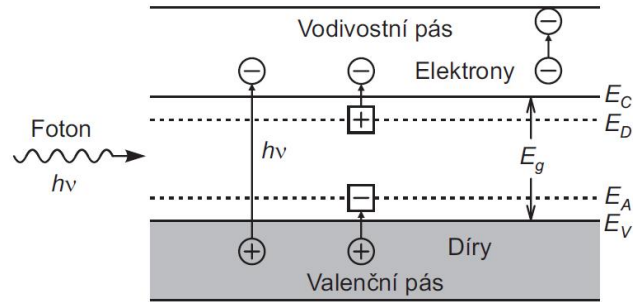 Vodivostní pás
Elektrony
E_C
Foton
E_D
hν
E_g
hν
E_A
E_V
Díry
Valenční pás